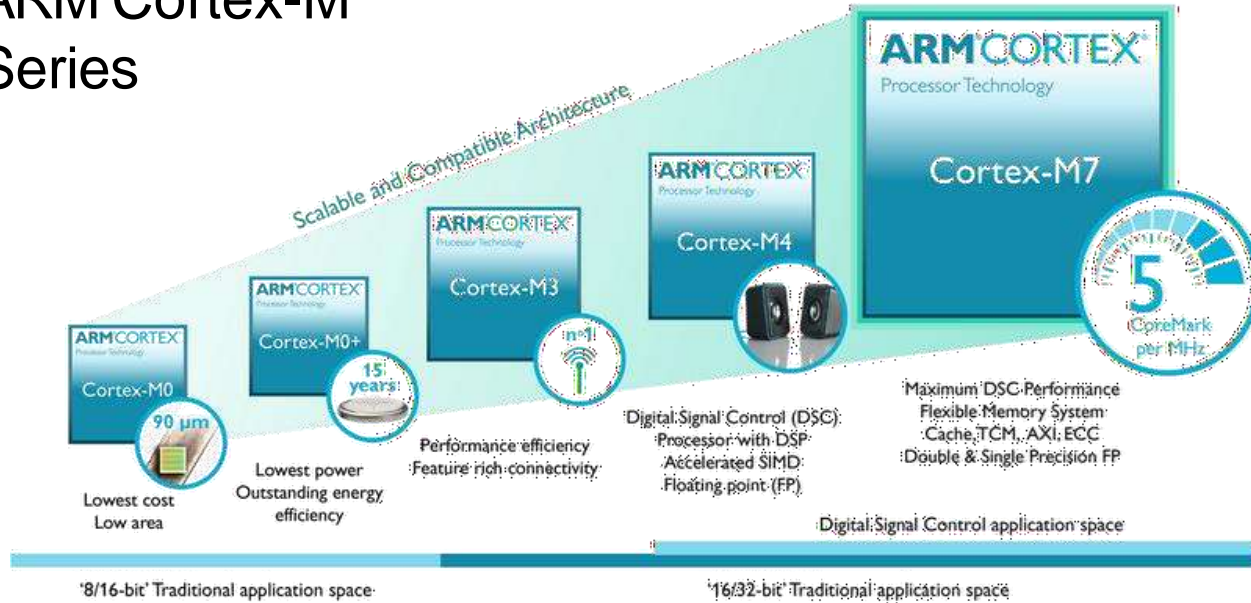 ARM Cortex-M
Series
Scalable and Compatible Architecture
ARMCORTEX
Processor Technology
Cortex-M0
90 µm
Lowest cost
Low area
ARMCORTEX
Processor Technology
Cortex-M0+
15
years
Lowest power
Outstanding energy
efficiency
ARMCORTEX
Processor Technology
Cortex-M3
nº1
Performance efficiency
Feature rich connectivity
ARMCORTEX
Processor Technology
Cortex-M4
Digital Signal Control (DSC)
Processor with DSP
Accelerated SIMD
Floating point (FP)
ARMCORTEX®
Processor Technology
Cortex-M7
5
CoreMark
per MHz
Maximum DSC Performance
Flexible Memory System
Cache, TCM, AXI, ECC
Double & Single Precision FP
Digital Signal Control application space
'8/16-bit' Traditional application space
'16/32-bit' Traditional application space